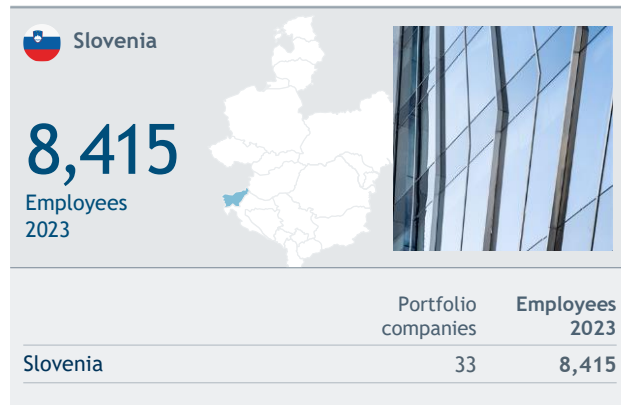 Slovenia
8,415
Employees
2023
Portfolio Employees
companies 2023
Slovenia 33 8,415